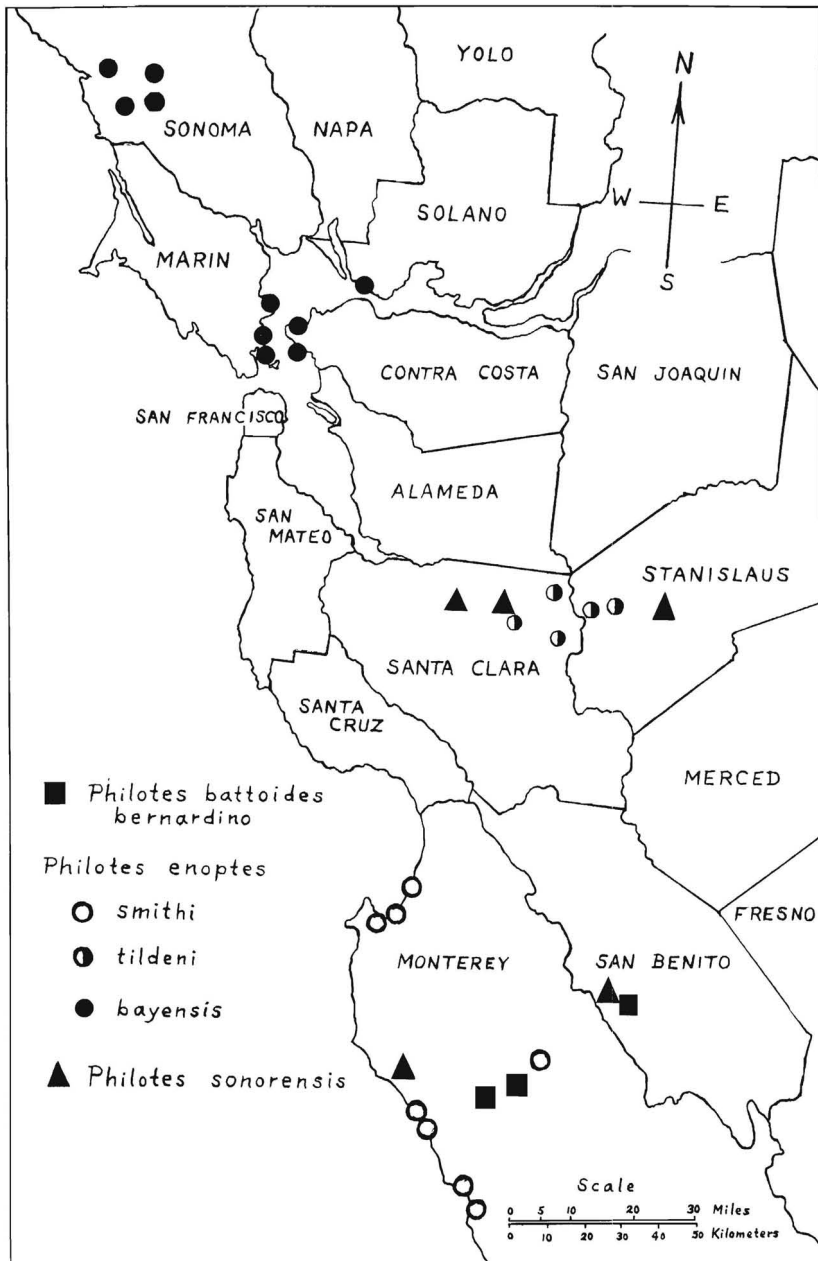 YOLO
N
SONOMA
NAPA
SOLANO
W
E
MARIN
S
CONTRA COSTA
SAN JOAQUIN
SAN FRANCISCO
ALAMEDA
SAN
MATEO
STANISLAUS
SANTA CLARA
SANTA
CRUZ
MERCED
Philotes battoides
bernardino
Philotes enoptes
smithi
tildeni
bayensis
Philotes sonorensis
FRESNO
MONTEREY
SAN BENITO
Scale
0 5 10 20 30 Miles
0 10 20 30 40 50 Kilometers